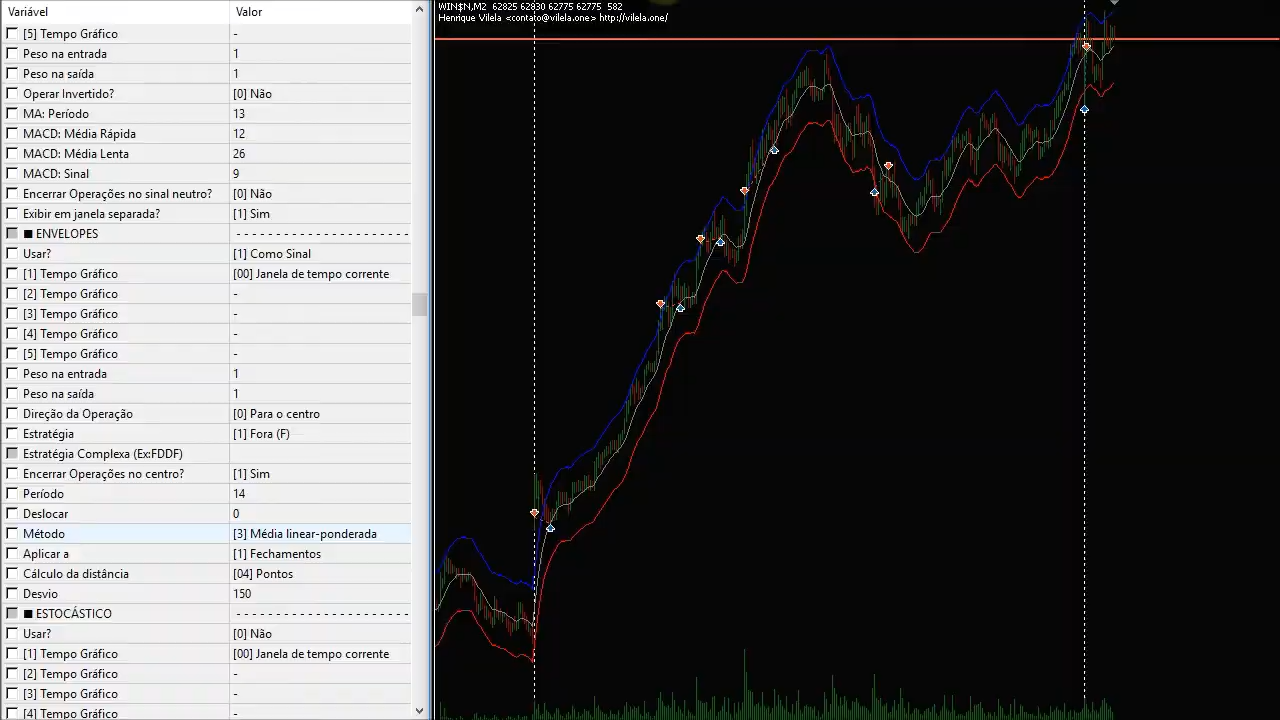 Variável Valor
[5] Tempo Gráfico -
Peso na entrada 1
Peso na saída 1
Operar Invertido? [0] Não
MA: Período 13
MACD: Média Rápida 12
MACD: Média Lenta 26
MACD: Sinal 9
Encerrar Operações no sinal neutro? [0] Não
Exibir em janela separada? [1] Sim
■ ENVELOPES - - - - - - - - - - - - - - - - - - - - - -
Usar? [1] Como Sinal
[1] Tempo Gráfico [00] Janela de tempo corrente
[2] Tempo Gráfico -
[3] Tempo Gráfico -
[4] Tempo Gráfico -
[5] Tempo Gráfico -
Peso na entrada 1
Peso na saída 1
Direção da Operação [0] Para o centro
Estratégia [1] Fora (F)
Estratégia Complexa (Ex:FDDF)
Encerrar Operações no centro? [1] Sim
Período 14
Deslocar 0
Método [3] Média linear-ponderada
Aplicar a [1] Fechamentos
Cálculo da distância [04] Pontos
Desvio 150
■ ESTOCÁSTICO - - - - - - - - - - - - - - - - - - - - - -
Usar? [0] Não
[1] Tempo Gráfico [00] Janela de tempo corrente
[2] Tempo Gráfico -
[3] Tempo Gráfico -
[4] Tempo Gráfico -
WIN$N,M2 62825 62830 62775 62775 582
Henrique Vilela <contato@vilela.one> http://vilela.one/